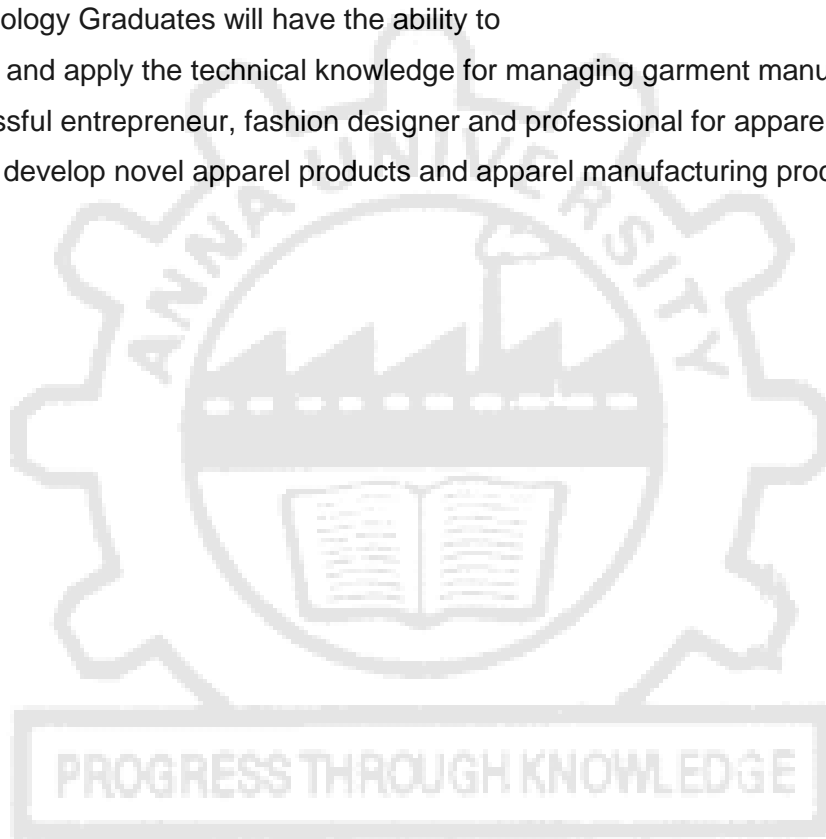 ology Graduates will have the ability to
and apply the technical knowledge for managing garment manu
ssful entrepreneur, fashion designer and professional for appare
develop novel apparel products and apparel manufacturing proc
ANNA UNIVERSITY
PROGRESS THROUGH KNOWLEDGE